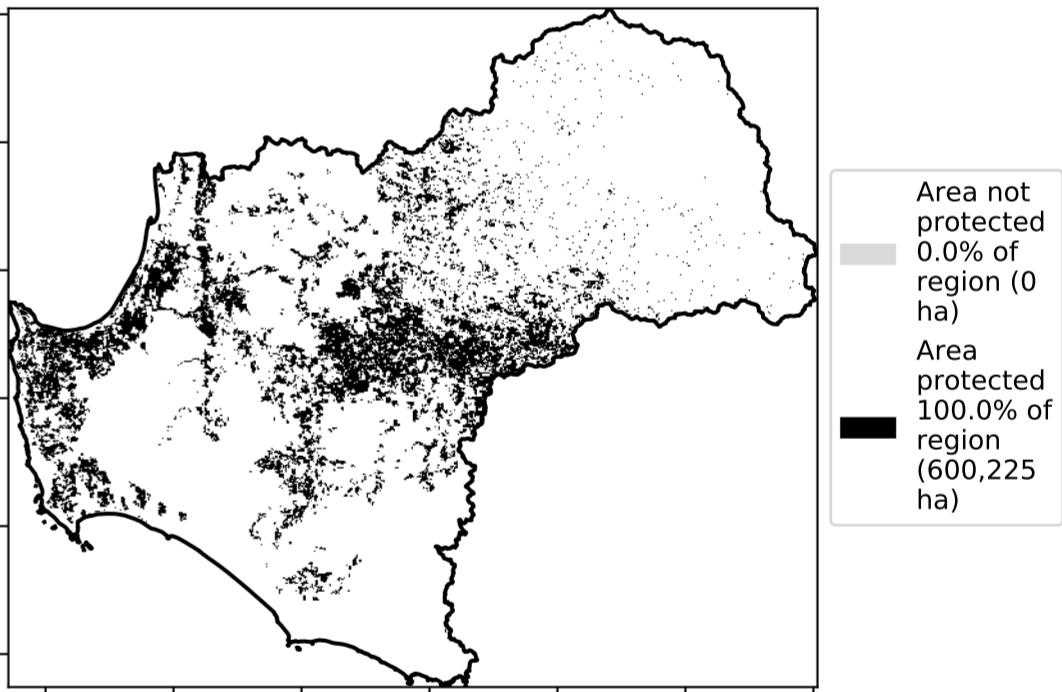 Area not
protected
0.0% of
region (0
ha)
Area
protected
100.0% of
region
(600,225
ha)